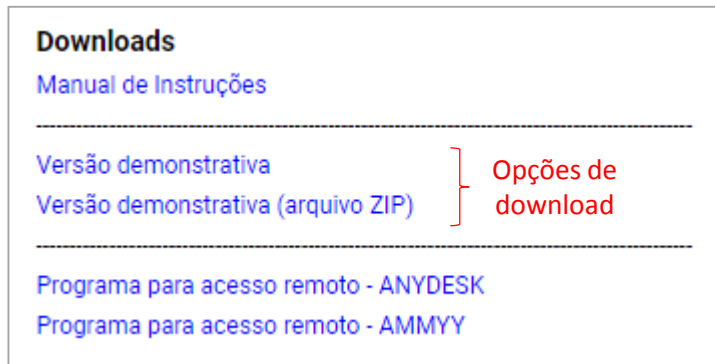 Downloads
Manual de Instruções
Versão demonstrativa
Versão demonstrativa (arquivo ZIP)
Opções de
download
Programa para acesso remoto - ANYDESK
Programa para acesso remoto - AMMYY